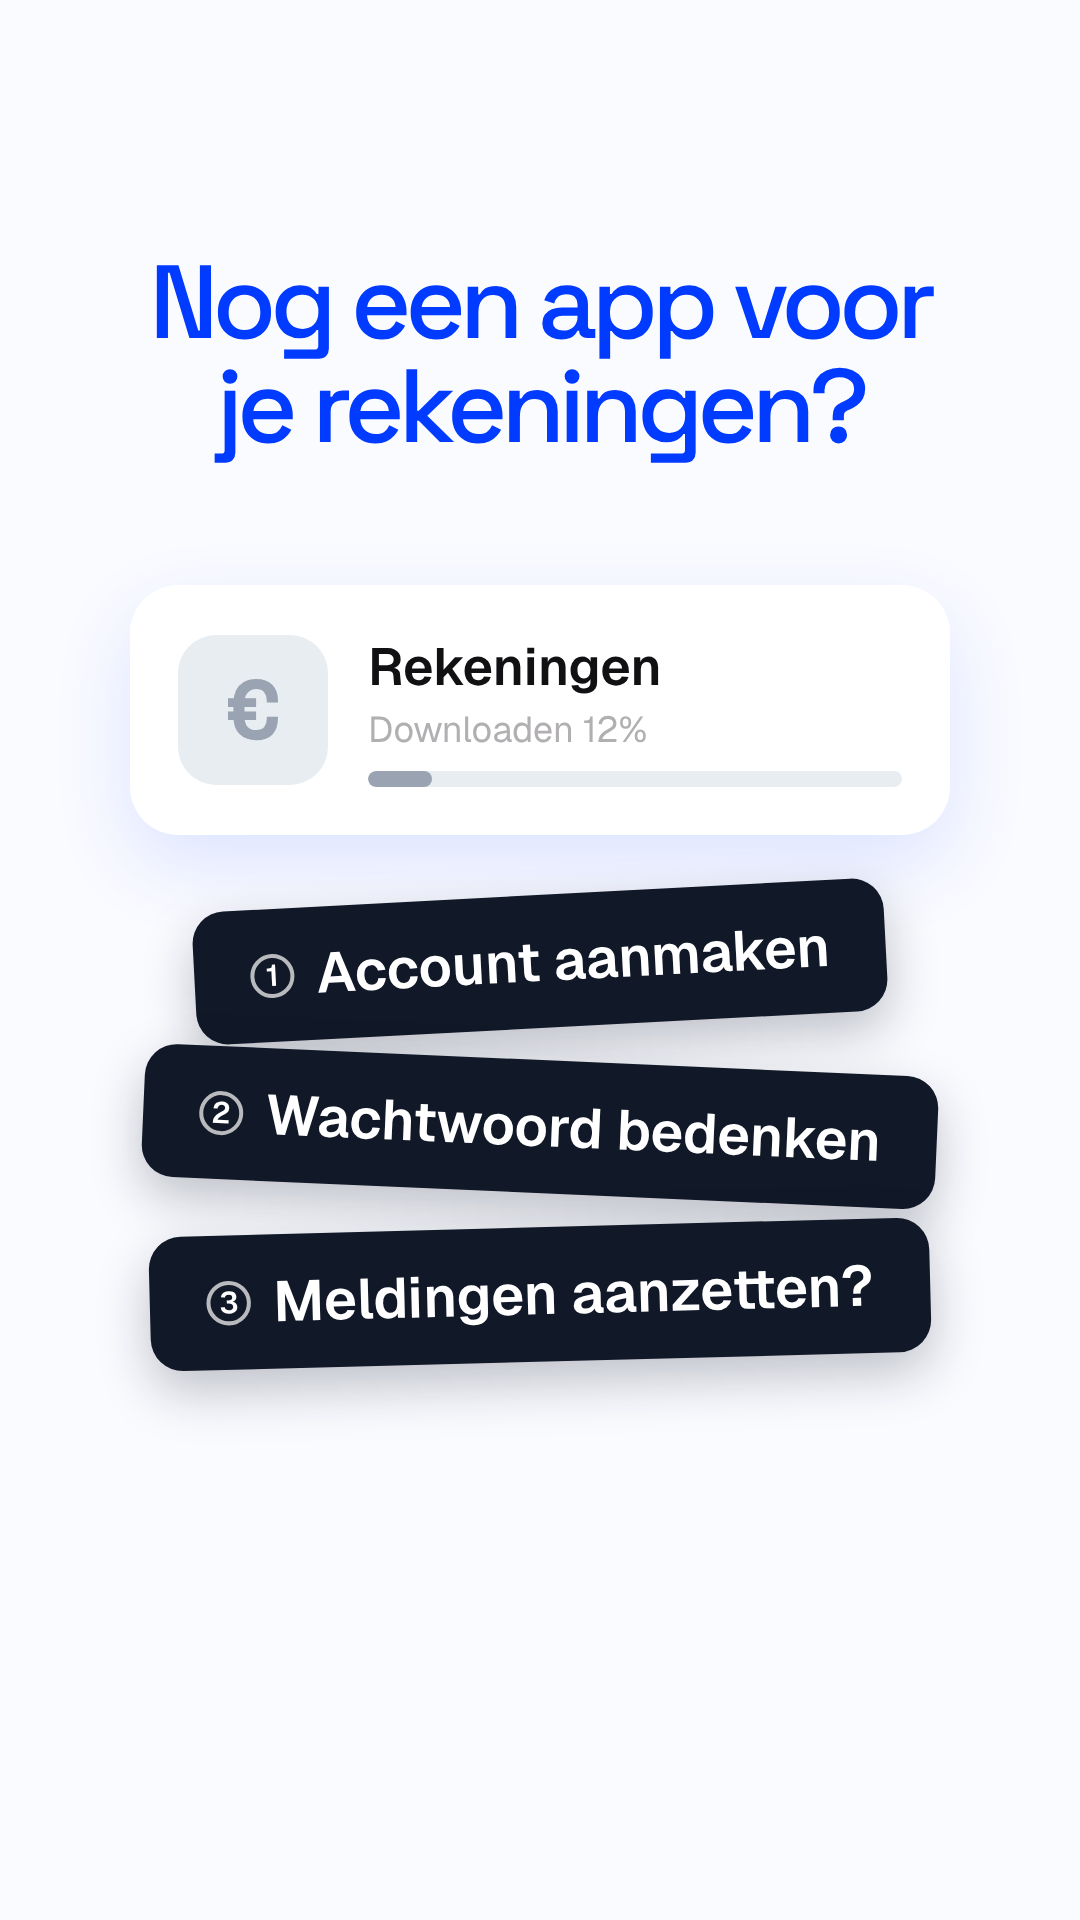 Nog een app voor
je rekeningen?
€
Rekeningen
Downloaden 12%
① Account aanmaken
② Wachtwoord bedenken
③ Meldingen aanzetten?